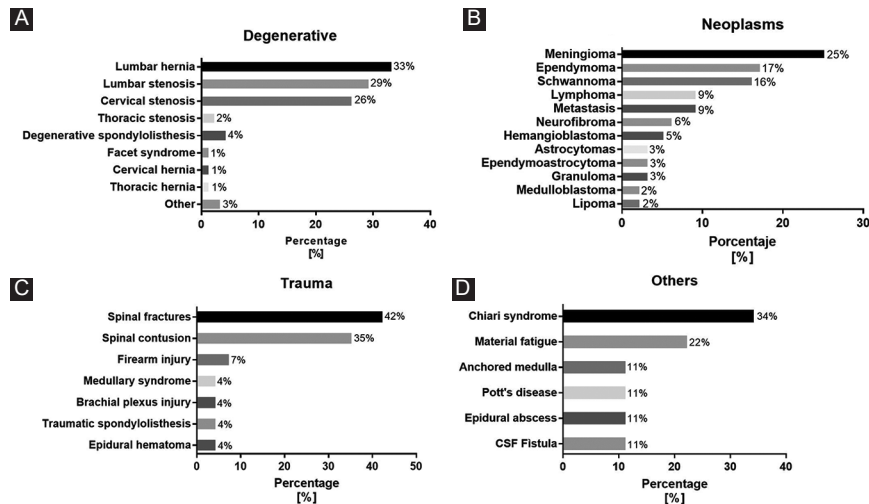 A
Degenerative
Lumbar hernia 33%
Lumbar stenosis 29%
Cervical stenosis 26%
Thoracic stenosis 2%
Degenerative spondylolisthesis 4%
Facet syndrome 1%
Cervical hernia 1%
Thoracic hernia 1%
Other 3%
0 10 20 30 40
Percentage
[%]
B
Neoplasms
Meningioma 25%
Ependymoma 17%
Schwannoma 16%
Lymphoma 9%
Metastasis 9%
Neurofibroma 6%
Hemangioblastoma 5%
Astrocytomas 3%
Ependymoastrocytoma 3%
Granuloma 3%
Medulloblastoma 2%
Lipoma 2%
0 10 20 30
Porcentaje
[%]
C
Trauma
Spinal fractures 42%
Spinal contusion 35%
Firearm injury 7%
Medullary syndrome 4%
Brachial plexus injury 4%
Traumatic spondylolisthesis 4%
Epidural hematoma 4%
0 10 20 30 40 50
Percentage
[%]
D
Others
Chiari syndrome 34%
Material fatigue 22%
Anchored medulla 11%
Pott's disease 11%
Epidural abscess 11%
CSF Fistula 11%
0 10 20 30 40
Percentage
[%]